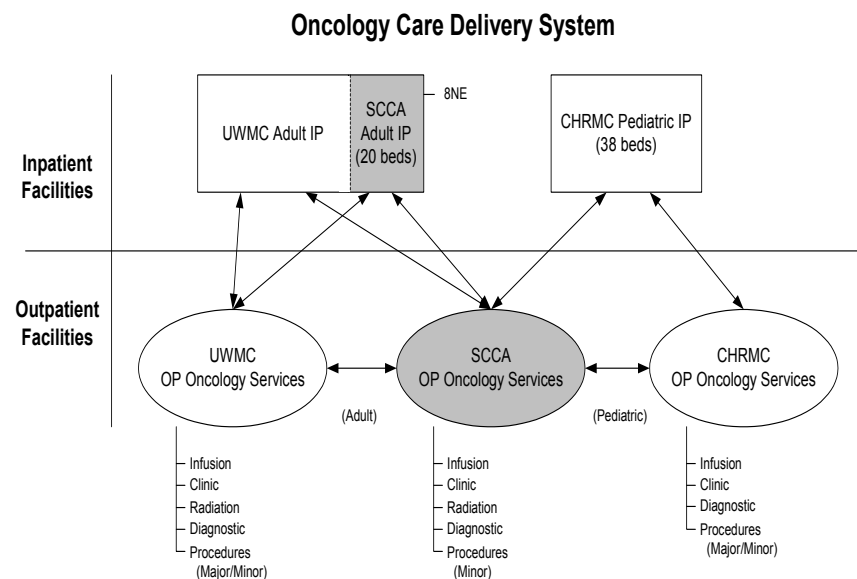 Oncology Care Delivery System
Inpatient
Facilities
UWMC Adult IP
SCCA
Adult IP
(20 beds)
8NE
CHRMC Pediatric IP
(38 beds)
Outpatient
Facilities
UWMC
OP Oncology Services
(Adult)
SCCA
OP Oncology Services
(Pediatric)
CHRMC
OP Oncology Services
Infusion
Clinic
Radiation
Diagnostic
Procedures
(Major/Minor)
Infusion
Clinic
Radiation
Diagnostic
Procedures
(Minor)
Infusion
Clinic
Diagnostic
Procedures
(Major/Minor)